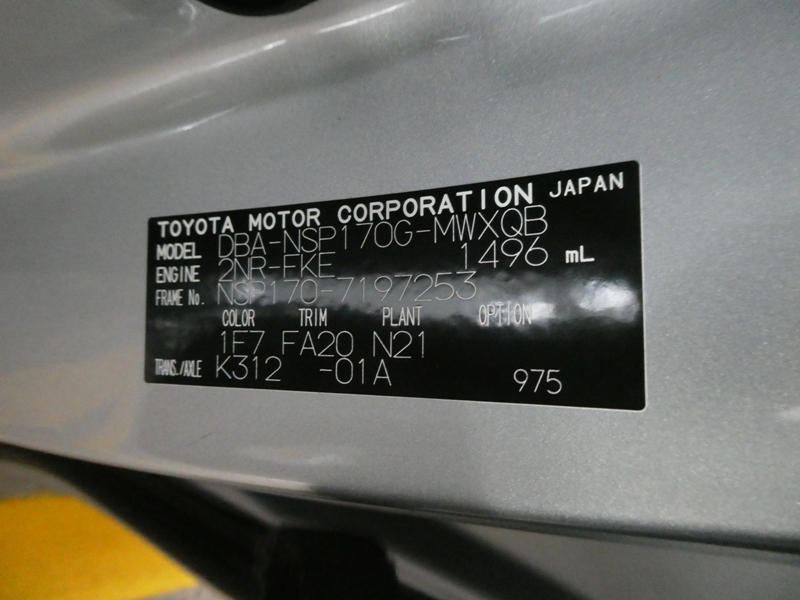 TOYOTA MOTOR CORPORATION JAPAN
MODEL DBA-NSP170G-MWXQB
ENGINE 2NR-FKE 1496 mL
FRAME No. NSP170-7197253
COLOR TRIM PLANT OPTION
1F7 FA20 N21
TRANS./AXLE K312 -01A 975